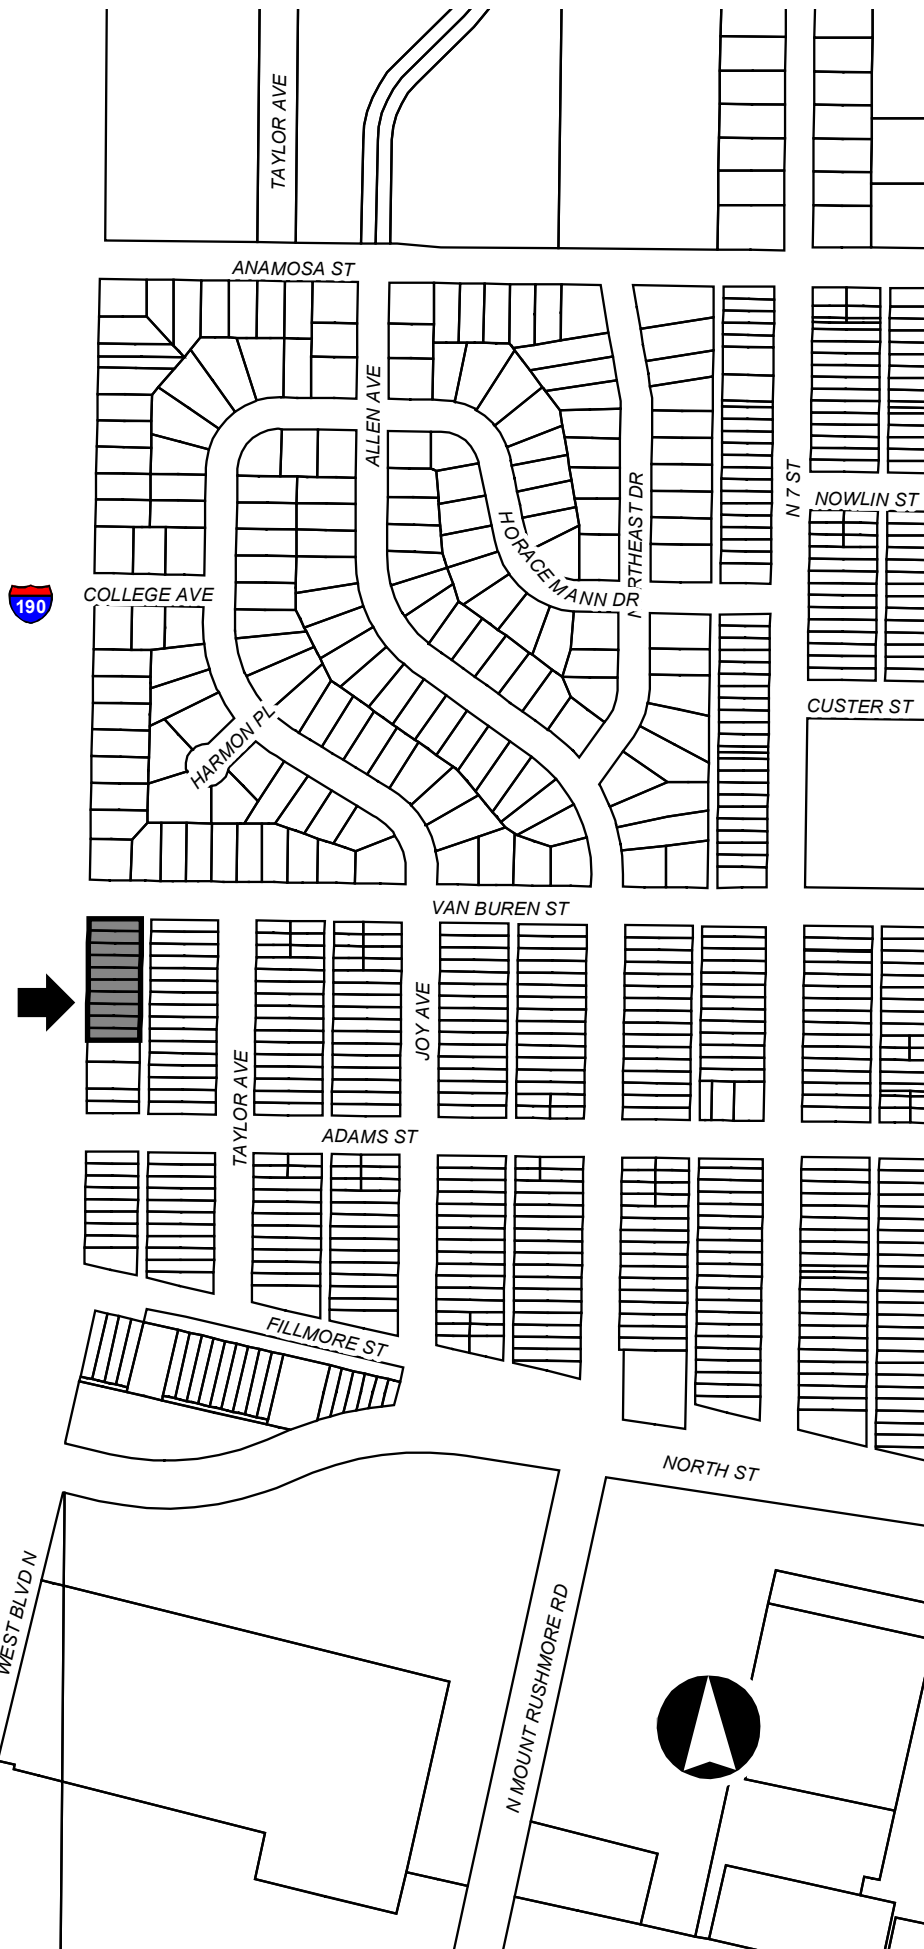 TAYLOR AVE
ANAMOSA ST
ALLEN AVE
N 7 ST
RTHEAST DR
NOWLIN ST
HORACE MANN DR
COLLEGE AVE
190
CUSTER ST
HARMON PL
VAN BUREN ST
JOY AVE
TAYLOR AVE
ADAMS ST
FILLMORE ST
NORTH ST
WEST BLVD N
N MOUNT RUSHMORE RD